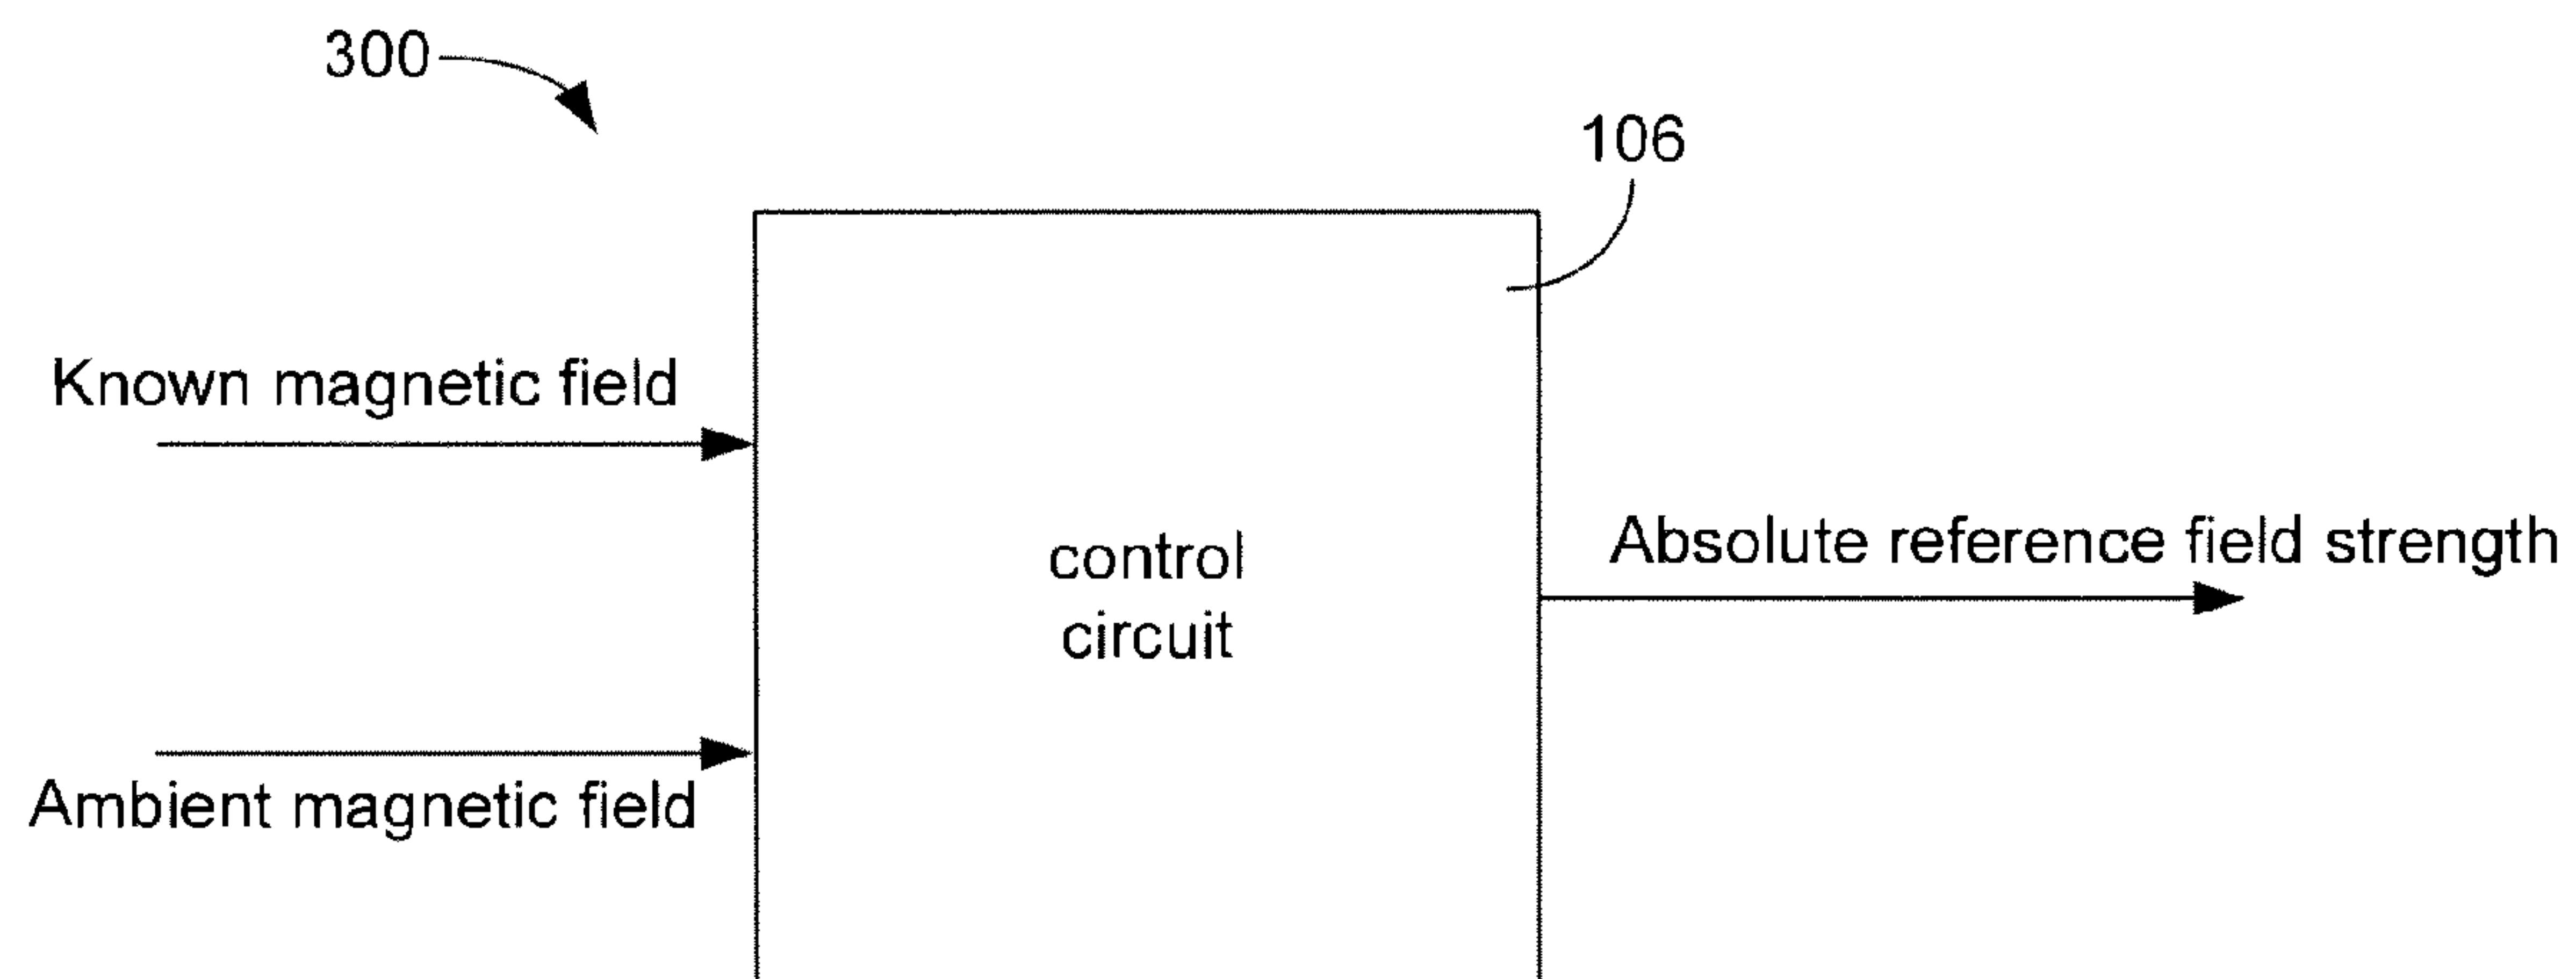 300
106
Known magnetic field
control
circuit
Absolute reference field strength
Ambient magnetic field